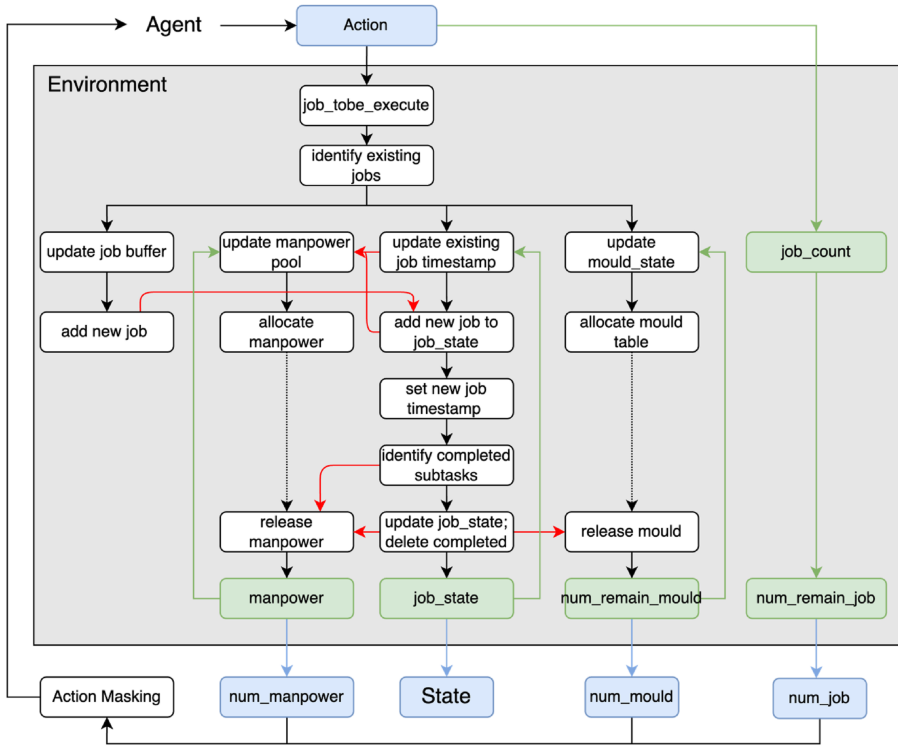 Agent
Action
Environment
job_tobe_execute
identify existing
jobs
update job buffer
update manpower
pool
update existing
job timestamp
update
mould_state
job_count
add new job
allocate
manpower
add new job to
job_state
allocate mould
table
set new job
timestamp
identify completed
subtasks
release
manpower
update job_state;
delete completed
release mould
manpower
job_state
num_remain_mould
num_remain_job
Action Masking
num_manpower
State
num_mould
num_job